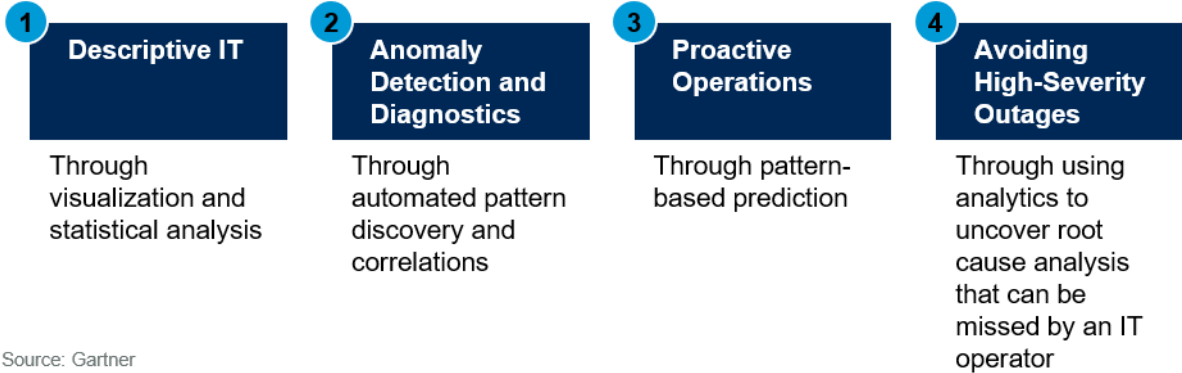 1
Descriptive IT
Through
visualization and
statistical analysis
2
Anomaly
Detection and
Diagnostics
Through
automated pattern
discovery and
correlations
3
Proactive
Operations
Through pattern-
based prediction
4
Avoiding
High-Severity
Outages
Through using
analytics to
uncover root
cause analysis
that can be
missed by an IT
operator
Source: Gartner